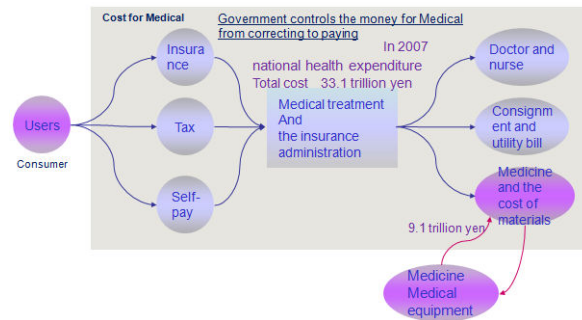 Cost for Medical
Government controls the money for Medical
from correcting to paying
In 2007
national health expenditure
Total cost 33.1 trillion yen
Insura
nce
Tax
Self-
pay
Users
Consumer
Medical treatment
And
the insurance
administration
Doctor and
nurse
Consign
ment and
utility bill
Medicine
and the
cost of
materials
9.1 trillion yen
Medicine
Medical
equipment